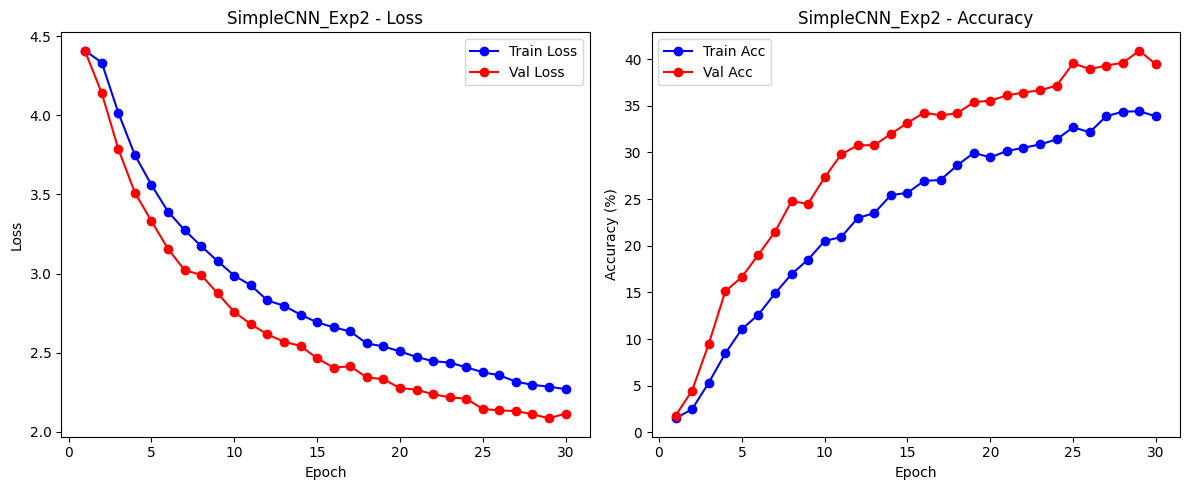 SimpleCNN_Exp2 - Loss
4.5
4.0
3.5
3.0
2.5
2.0
Loss
Train Loss
Val Loss
0 5 10 15 20 25 30
Epoch
SimpleCNN_Exp2 - Accuracy
40
35
30
25
20
15
10
5
0
Accuracy (%)
Train Acc
Val Acc
0 5 10 15 20 25 30
Epoch